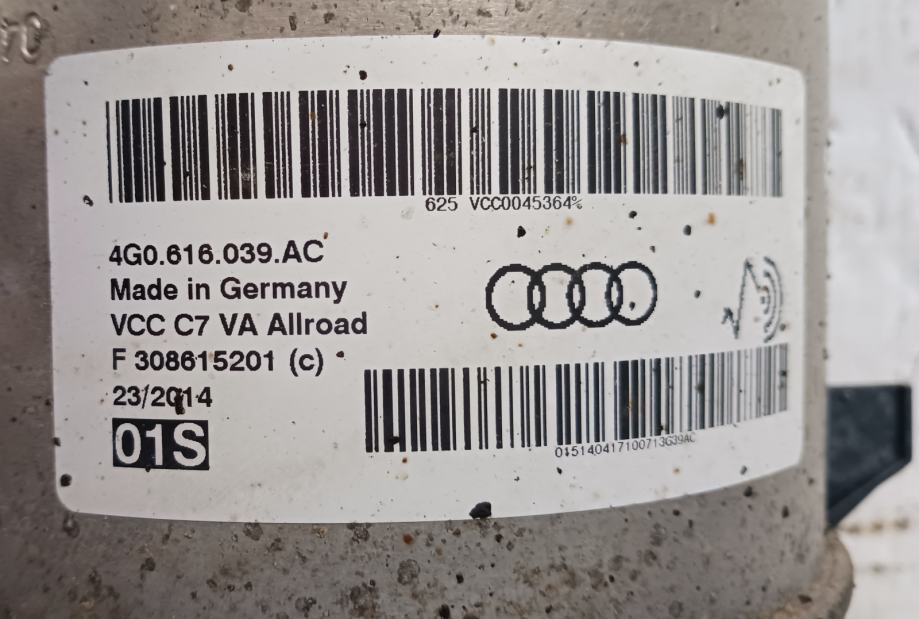 625 VCC0045364%
4G0.616.039.AC
Made in Germany
VCC C7 VA Allroad
F 308615201 (c)
23/2014
01S